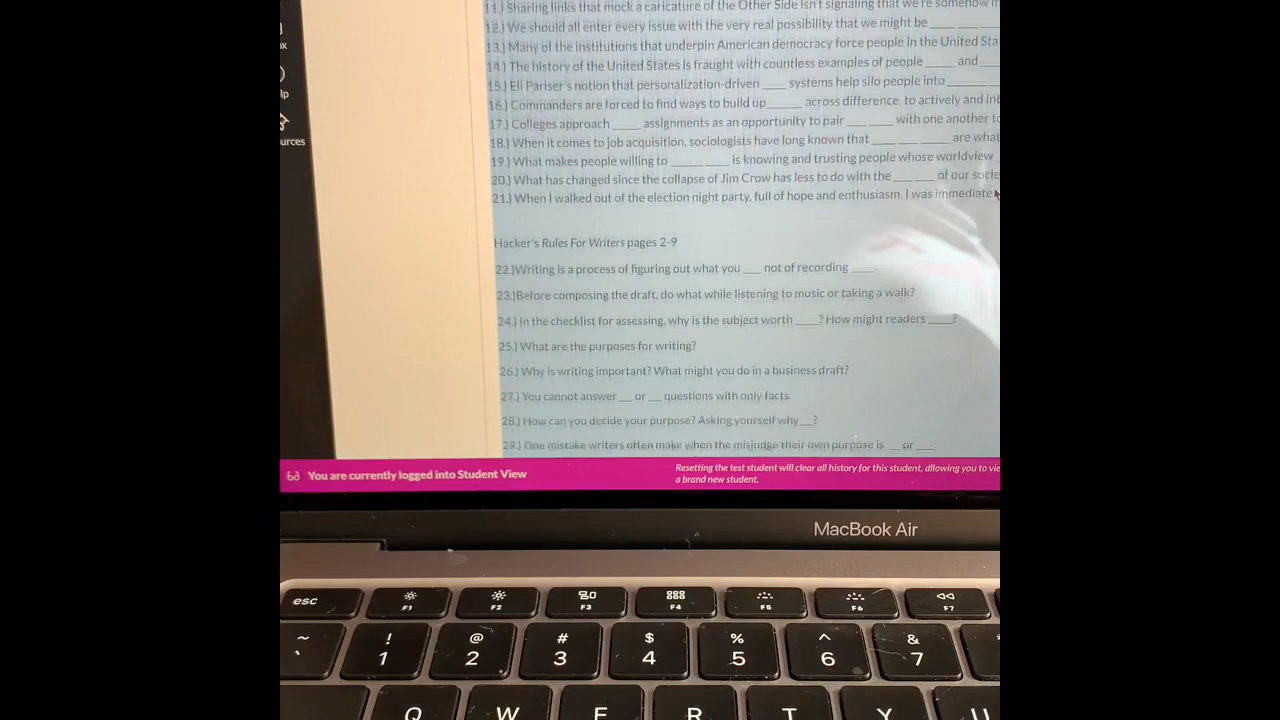 11.) Sharing links that mock a caricature of the Other Side isn't signaling that we're somehow
12.) We should all enter every issue with the very real possibility that we might be ____ ____
13.) Many of the institutions that underpin American democracy force people in the United Sta
14.) The history of the United States is fraught with countless examples of people ____ and ____
15.) Eli Pariser's notion that personalization-driven ____ systems help silo people into ____
16.) Commanders are forced to find ways to build up ____ across difference, to actively and int
17.) Colleges approach ____ assignments as an opportunity to pair ____ ____ with one another to
18.) When it comes to job acquisition, sociologists have long known that ____ ____ ____ are what
19.) What makes people willing to ____ ____ is knowing and trusting people whose worldview
20.) What has changed since the collapse of Jim Crow has less to do with the ____ ____ of our socie
21.) When I walked out of the election night party, full of hope and enthusiasm, I was immediate
Hacker's Rules For Writers pages 2-9
22.)Writing is a process of figuring out what you ___ not of recording ____.
23.)Before composing the draft, do what while listening to music or taking a walk?
24.) In the checklist for assessing, why is the subject worth ____? How might readers ____?
25.) What are the purposes for writing?
26.) Why is writing important? What might you do in a business draft?
27.) You cannot answer __ or __ questions with only facts.
28.) How can you decide your purpose? Asking yourself why __?
29.) One mistake writers often make when the misjudge their own purpose is __ or ___.
ox
lp
urces
You are currently logged into Student View
Resetting the test student will clear all history for this student, allowing you to vie
a brand new student.
MacBook Air
esc F1 F2 F3 F4 F5 F6 F7
~ ` ! 1 @ 2 # 3 $ 4 % 5 ^ 6 & 7
Q W E R T Y U